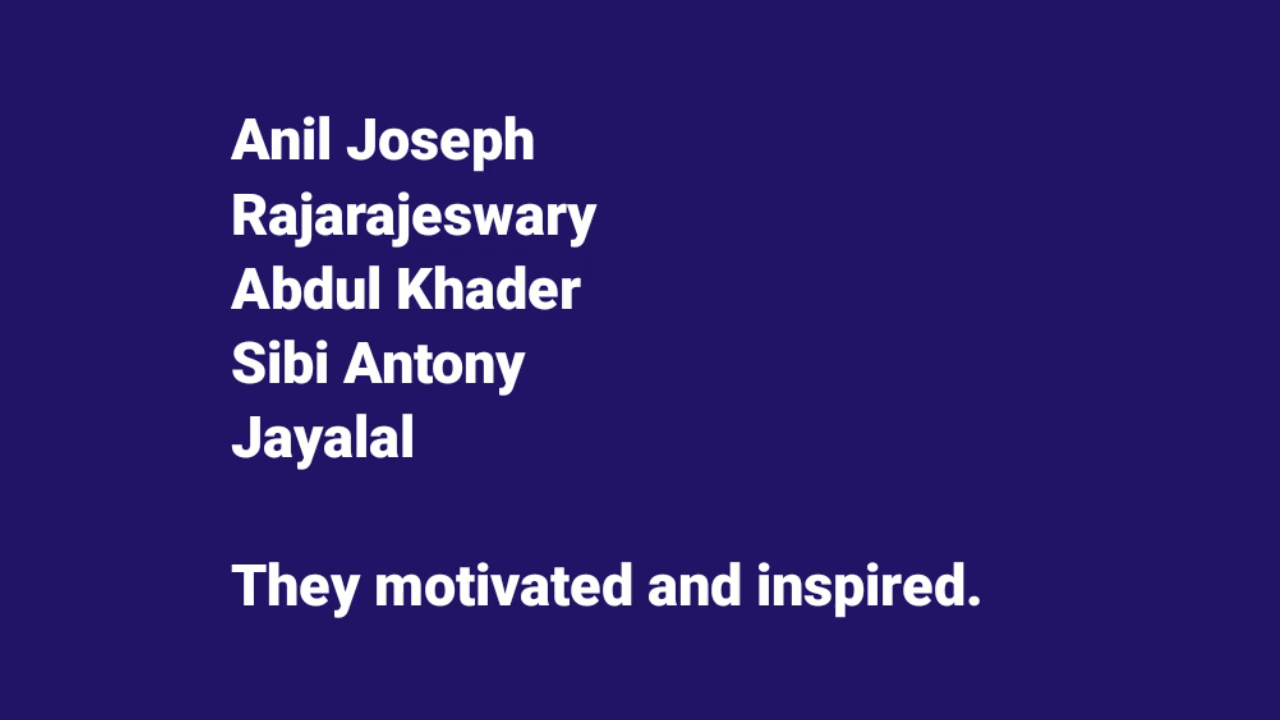 Anil Joseph
Rajarajeswary
Abdul Khader
Sibi Antony
Jayalal
They motivated and inspired.